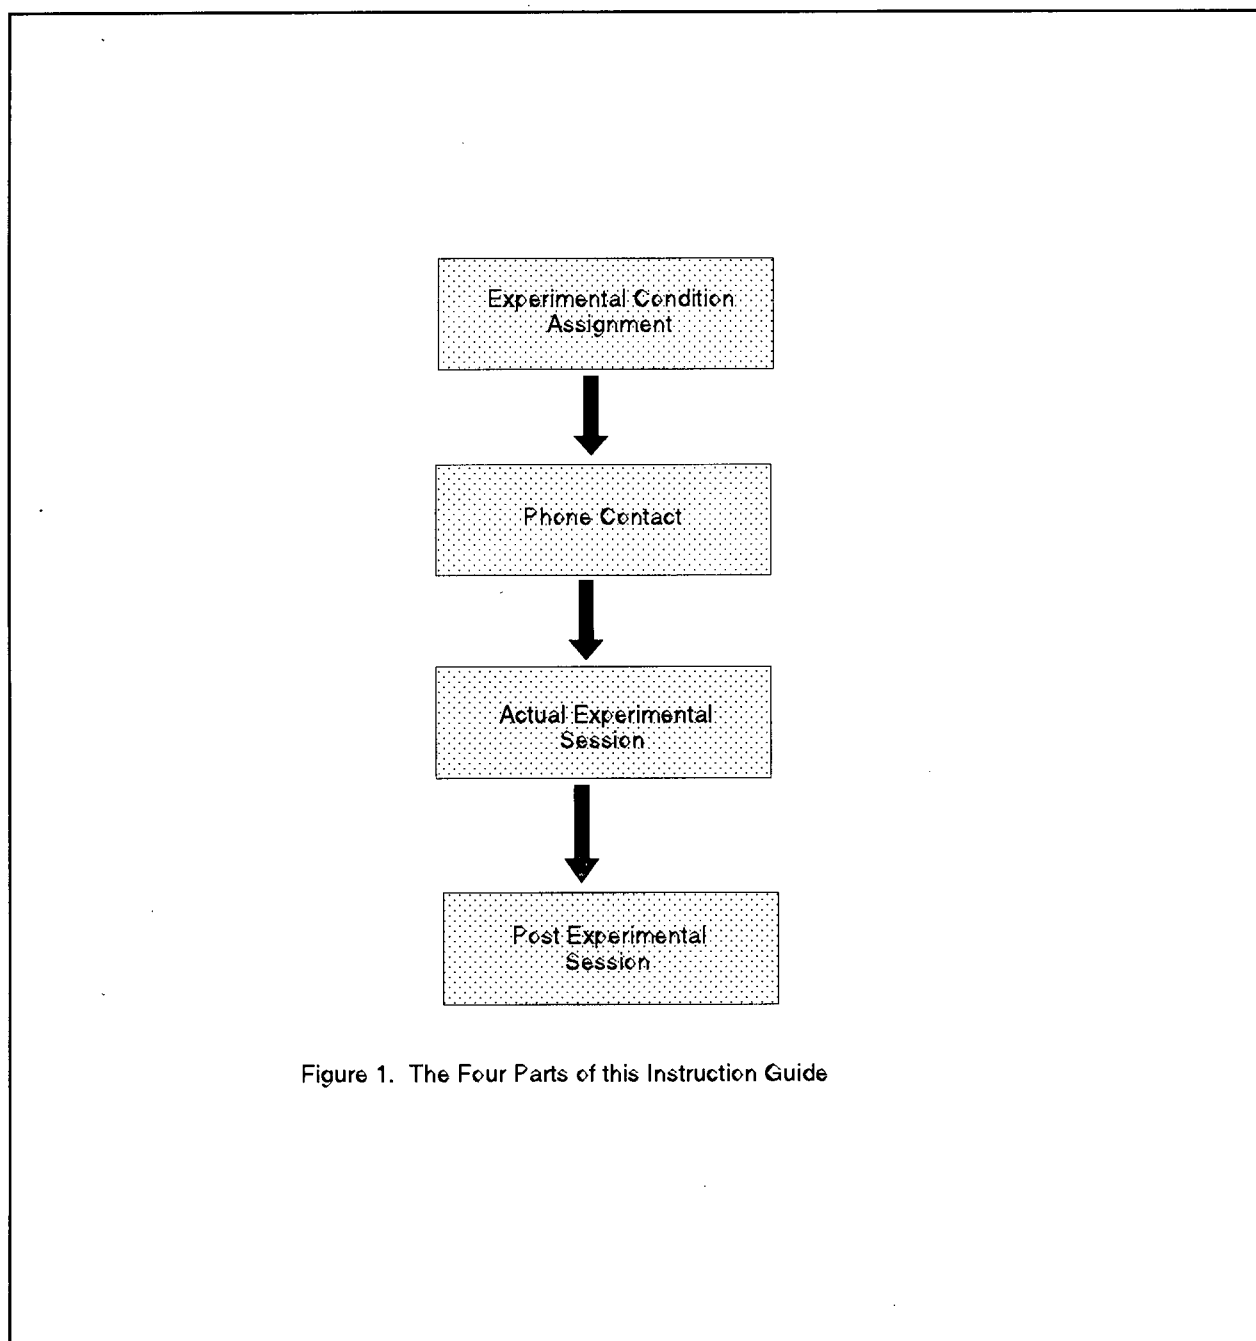 Experimental Condition
Assignment
Phone Contact
Actual Experimental
Session
Post Experimental
Session
Figure 1. The Four Parts of this Instruction Guide